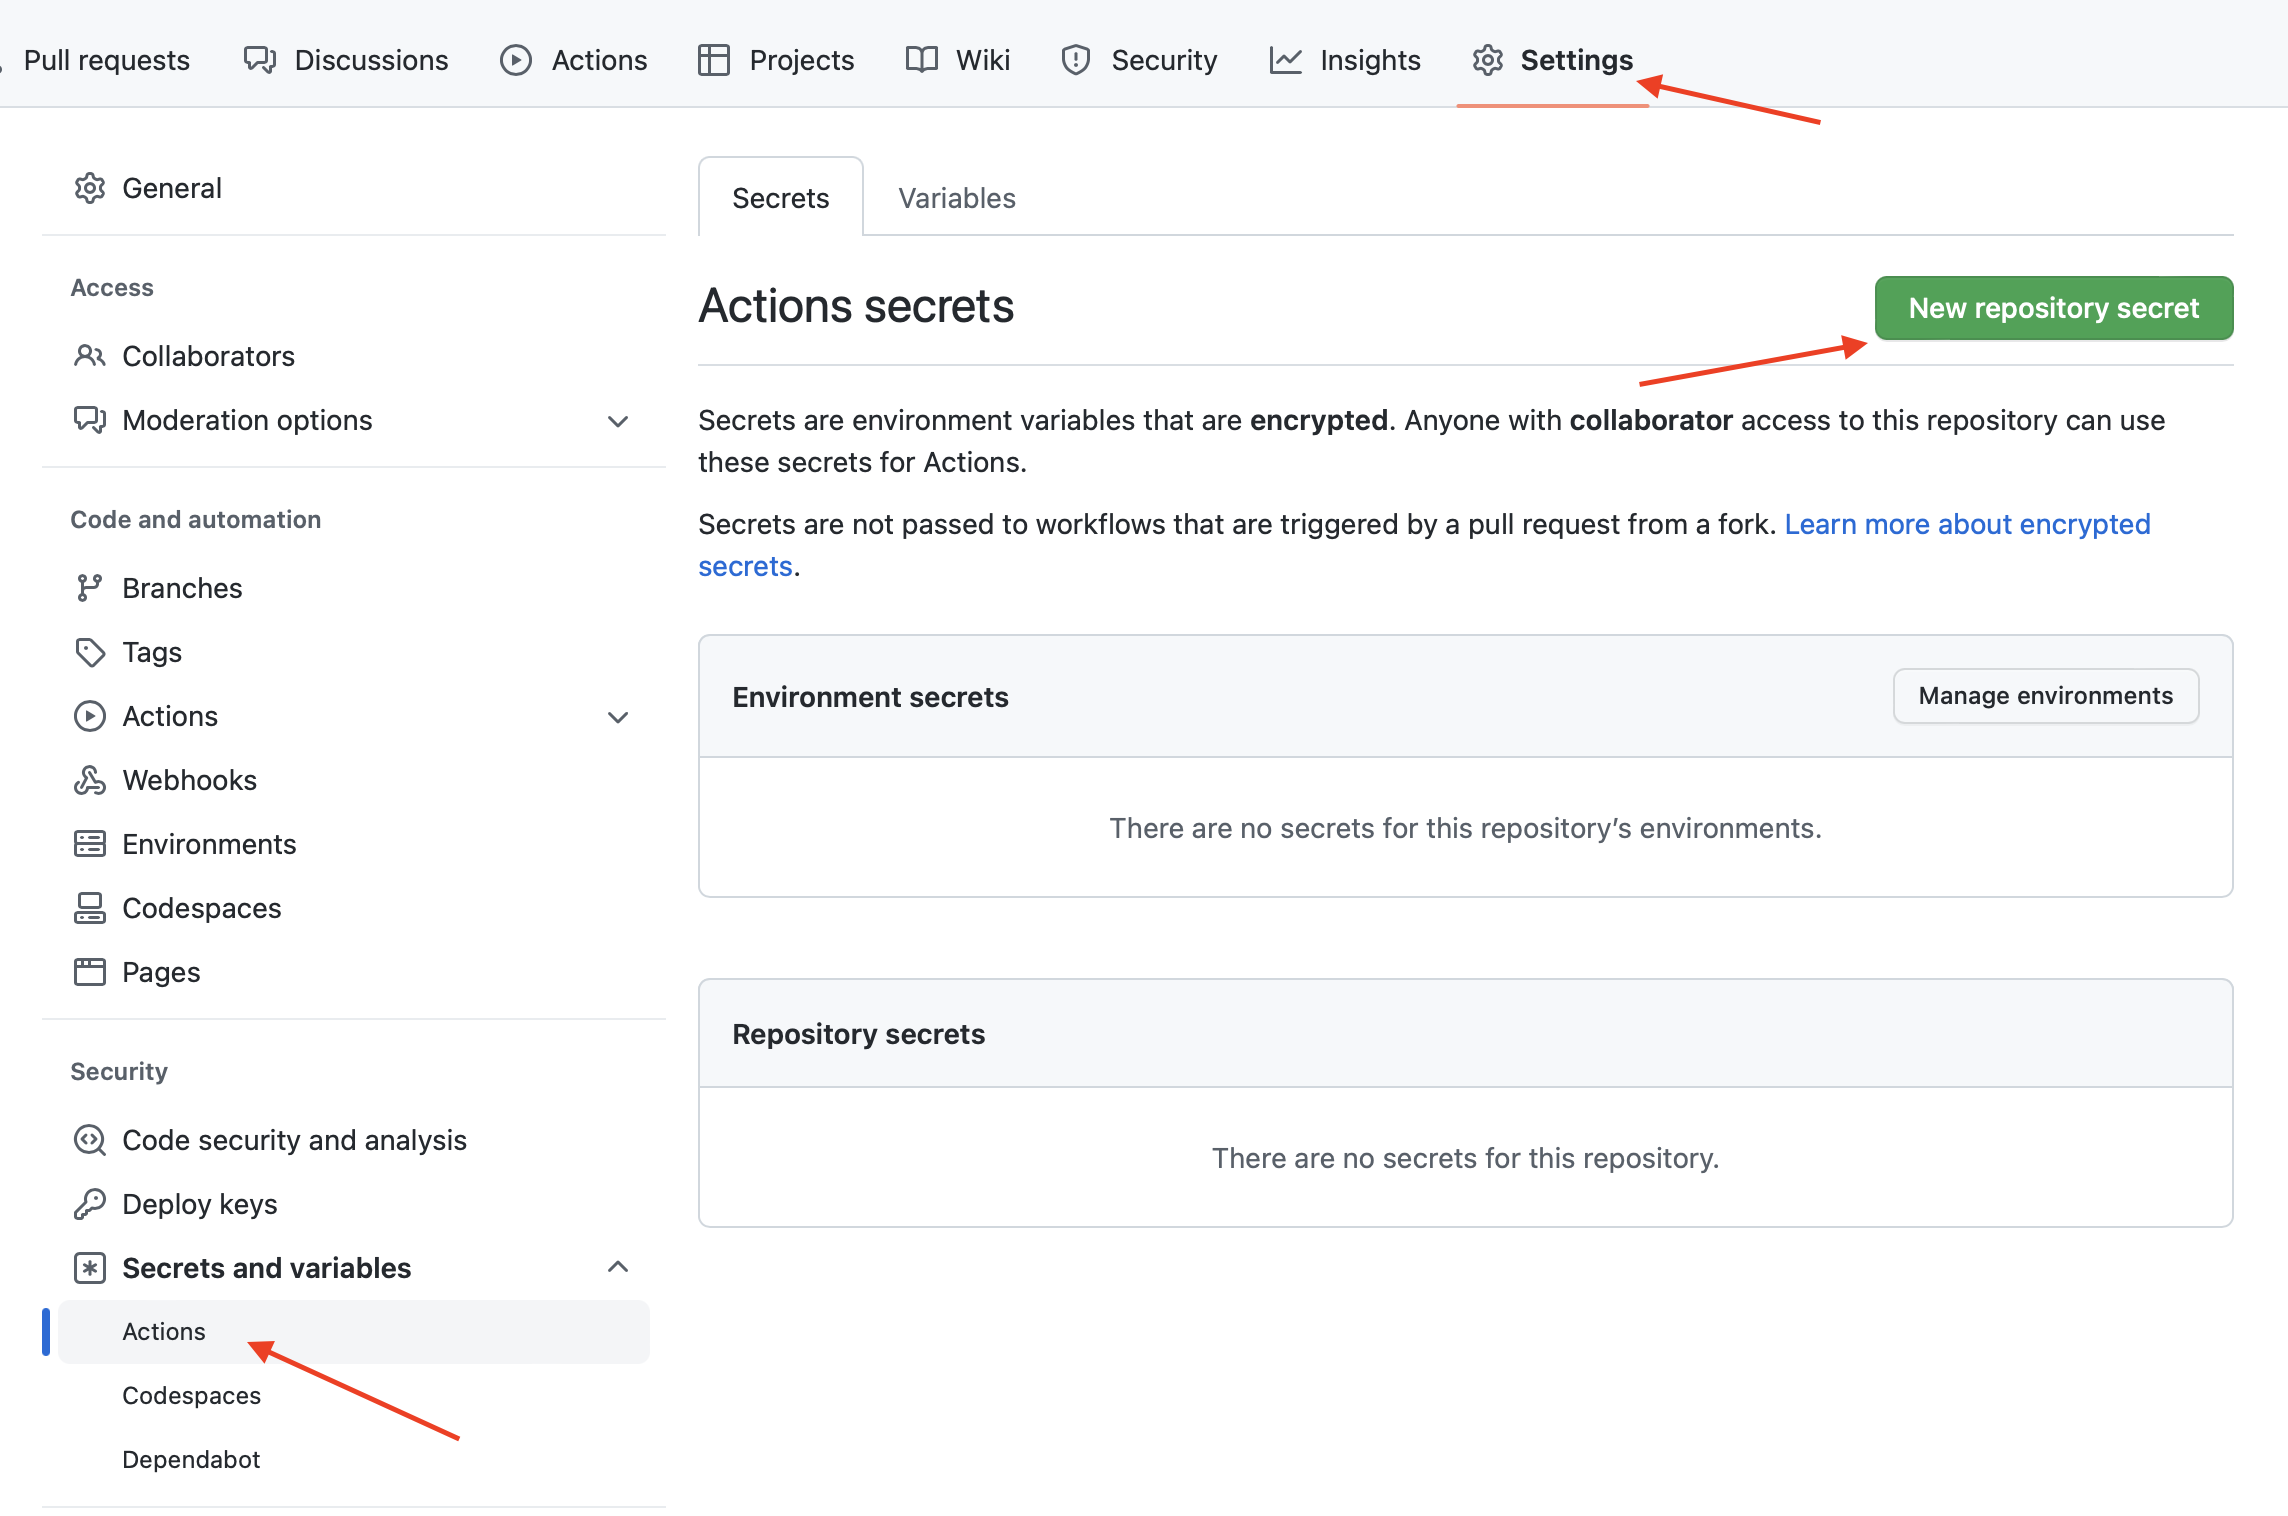 Pull requests
Discussions
Actions
Projects
Wiki
Security
Insights
Settings
General
Access
Collaborators
Moderation options
Code and automation
Branches
Tags
Actions
Webhooks
Environments
Codespaces
Pages
Security
Code security and analysis
Deploy keys
Secrets and variables
Actions
Codespaces
Dependabot
Secrets
Variables
Actions secrets
New repository secret
Secrets are environment variables that are encrypted. Anyone with collaborator access to this repository can use
these secrets for Actions.
Secrets are not passed to workflows that are triggered by a pull request from a fork. Learn more about encrypted
secrets.
Environment secrets
Manage environments
There are no secrets for this repository’s environments.
Repository secrets
There are no secrets for this repository.